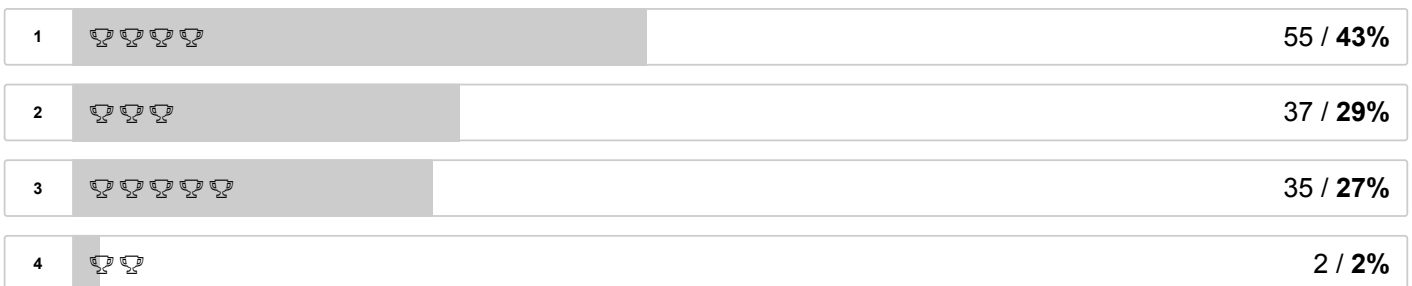 1 🏆🏆🏆🏆 55 / 43%
2 🏆🏆🏆 37 / 29%
3 🏆🏆🏆🏆🏆 35 / 27%
4 🏆🏆 2 / 2%